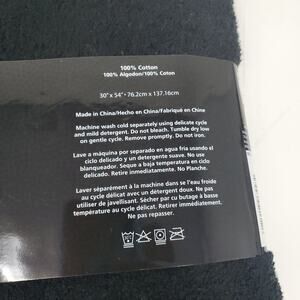 100% Cotton
100% Algodon/100% Coton
30" x 54" • 76.2cm x 137.16cm
Made in China/Hecho en China/Fabriqué en Chine
Machine wash cold separately using delicate cycle
and mild detergent. Do not bleach. Tumble dry low
on gentle cycle. Remove promptly. Do not iron.
Lave a máquina por separado en agua fria usando el
ciclo delicado y un detergente suave. No use
blanqueador. Seque a baja temperatura en ciclo
delicado. Retire inmediatamente. No Planche.
Laver séparément à la machine dans se l'eau froide
au cycle délicat avec un détergent doux. Ne pas
utiliser de javellisant. Sécher par cu butage à basse
température au cycle délicat. Retirer immédiatement.
Ne pas repasser.